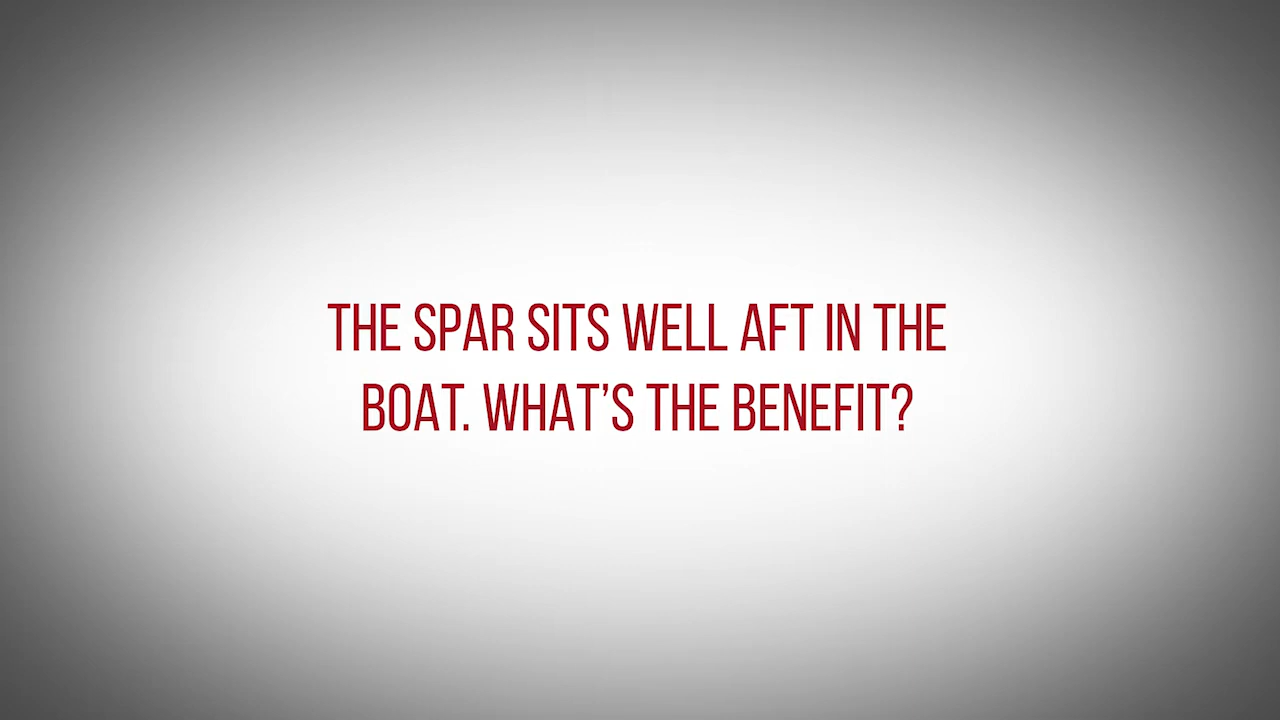 THE SPAR SITS WELL AFT IN THE
BOAT. WHAT’S THE BENEFIT?